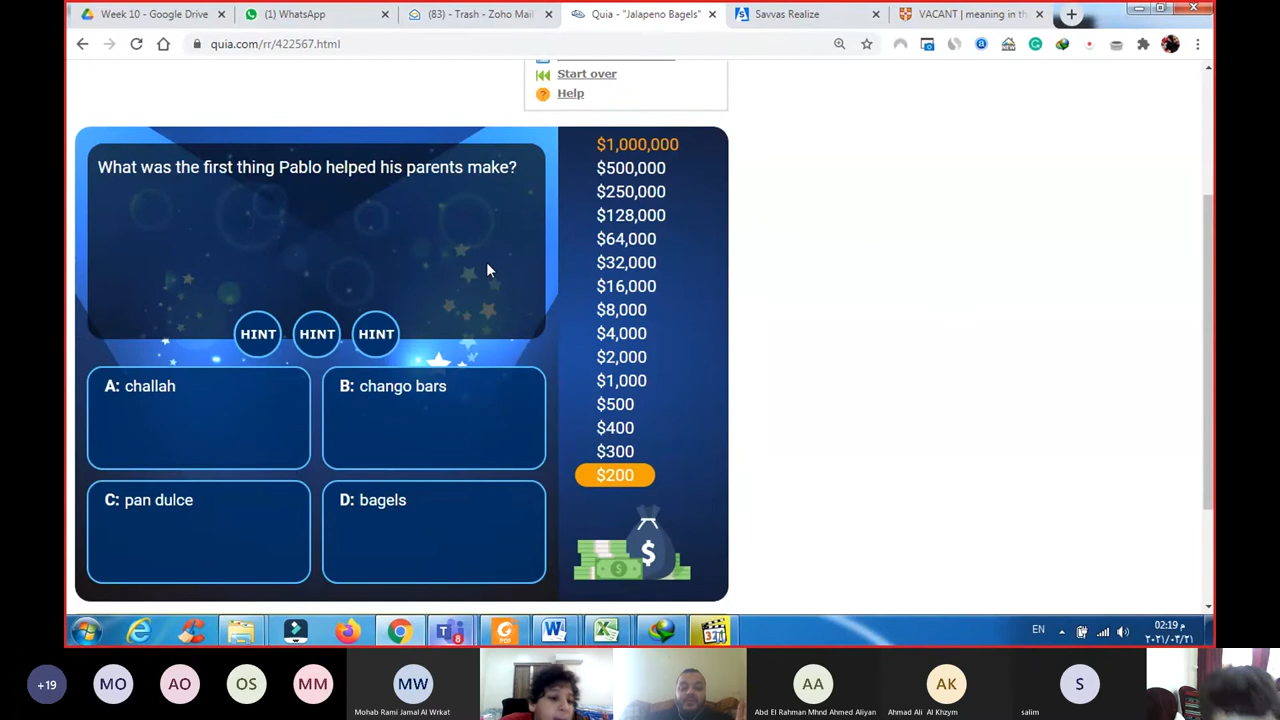 Week 10 - Google Drive
(1) WhatsApp
(83) - Trash - Zoho Mail
Quia - "Jalapeno Bagels"
Savvas Realize
VACANT | meaning in th
quia.com/rr/422567.html
Start over
Help
What was the first thing Pablo helped his parents make?
HINT HINT HINT
A: challah
B: chango bars
C: pan dulce
D: bagels
$1,000,000
$500,000
$250,000
$128,000
$64,000
$32,000
$16,000
$8,000
$4,000
$2,000
$1,000
$500
$400
$300
$200
EN
02:19 م
٢٠٢١/٠٣/٢١
+19
MO
AO
OS
MM
MW
Mohab Rami Jamal Al Wrkat
AA
Abd El Rahman Mhnd Ahmed Aliyan
AK
Ahmad Ali Al Khzym
S
salim